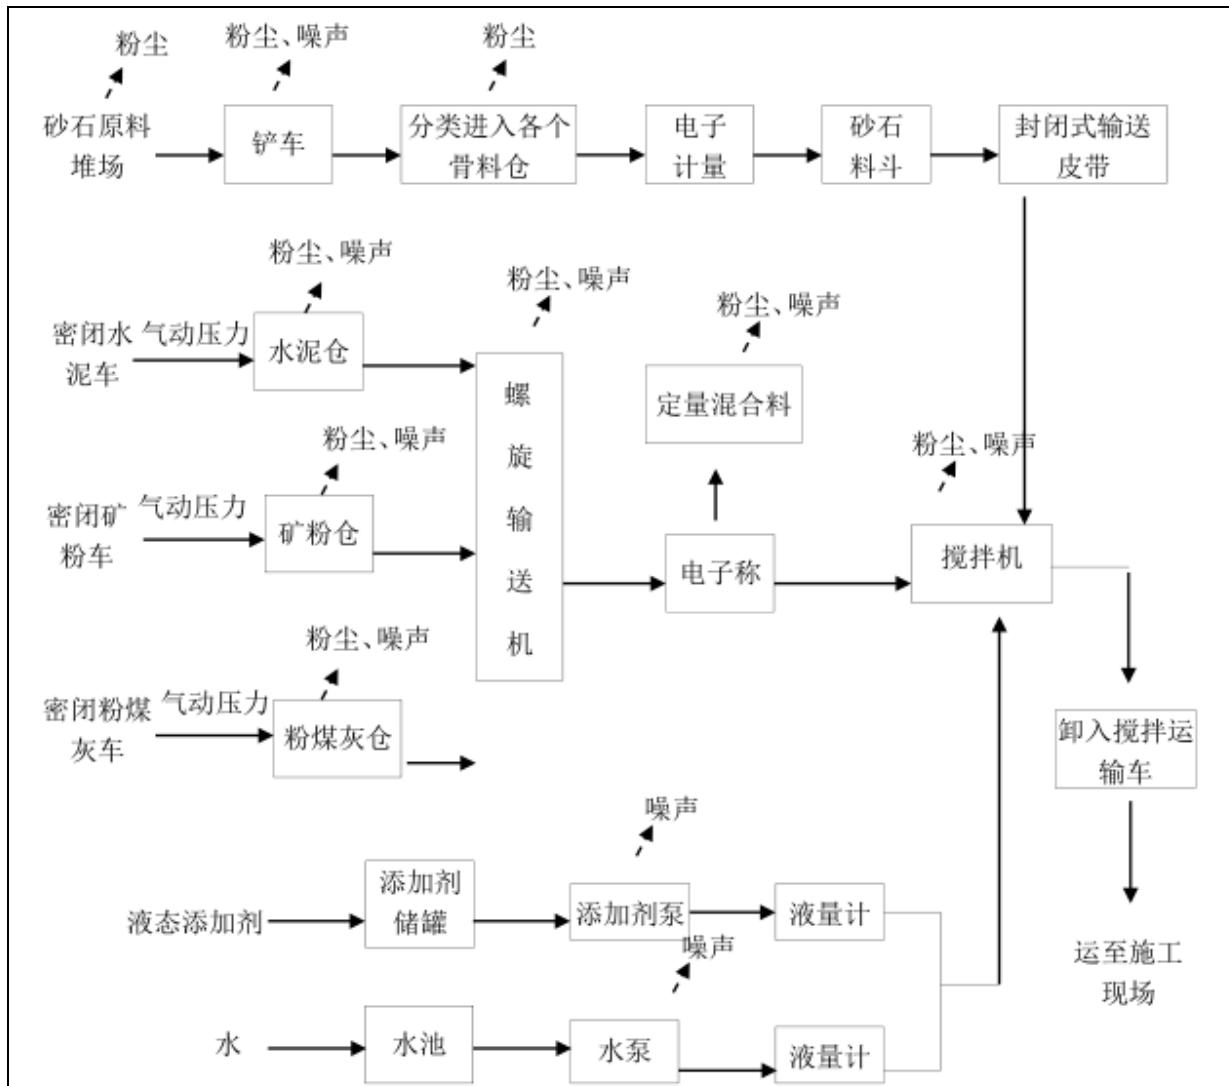 粉尘
粉尘、噪声
粉尘
砂石原料
堆场
铲车
分类进入各个
骨料仓
电子
计量
砂石
料斗
封闭式输送
皮带
粉尘、噪声
粉尘、噪声
粉尘、噪声
密闭水
泥车
气动压力
水泥仓
螺
旋
输
送
机
定量混合料
粉尘、噪声
粉尘、噪声
密闭矿
粉车
气动压力
矿粉仓
电子称
搅拌机
粉尘、噪声
密闭粉煤
灰车
气动压力
粉煤灰仓
卸入搅拌运
输车
噪声
液态添加剂
添加剂
储罐
添加剂泵
液量计
噪声
运至施工
现场
水
水池
水泵
液量计